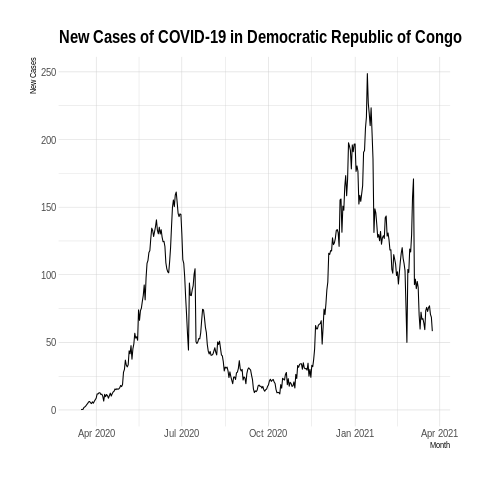 New Cases of COVID-19 in Democratic Republic of Congo
New Cases
250
200
150
100
50
0
Apr 2020 Jul 2020 Oct 2020 Jan 2021 Apr 2021
Month